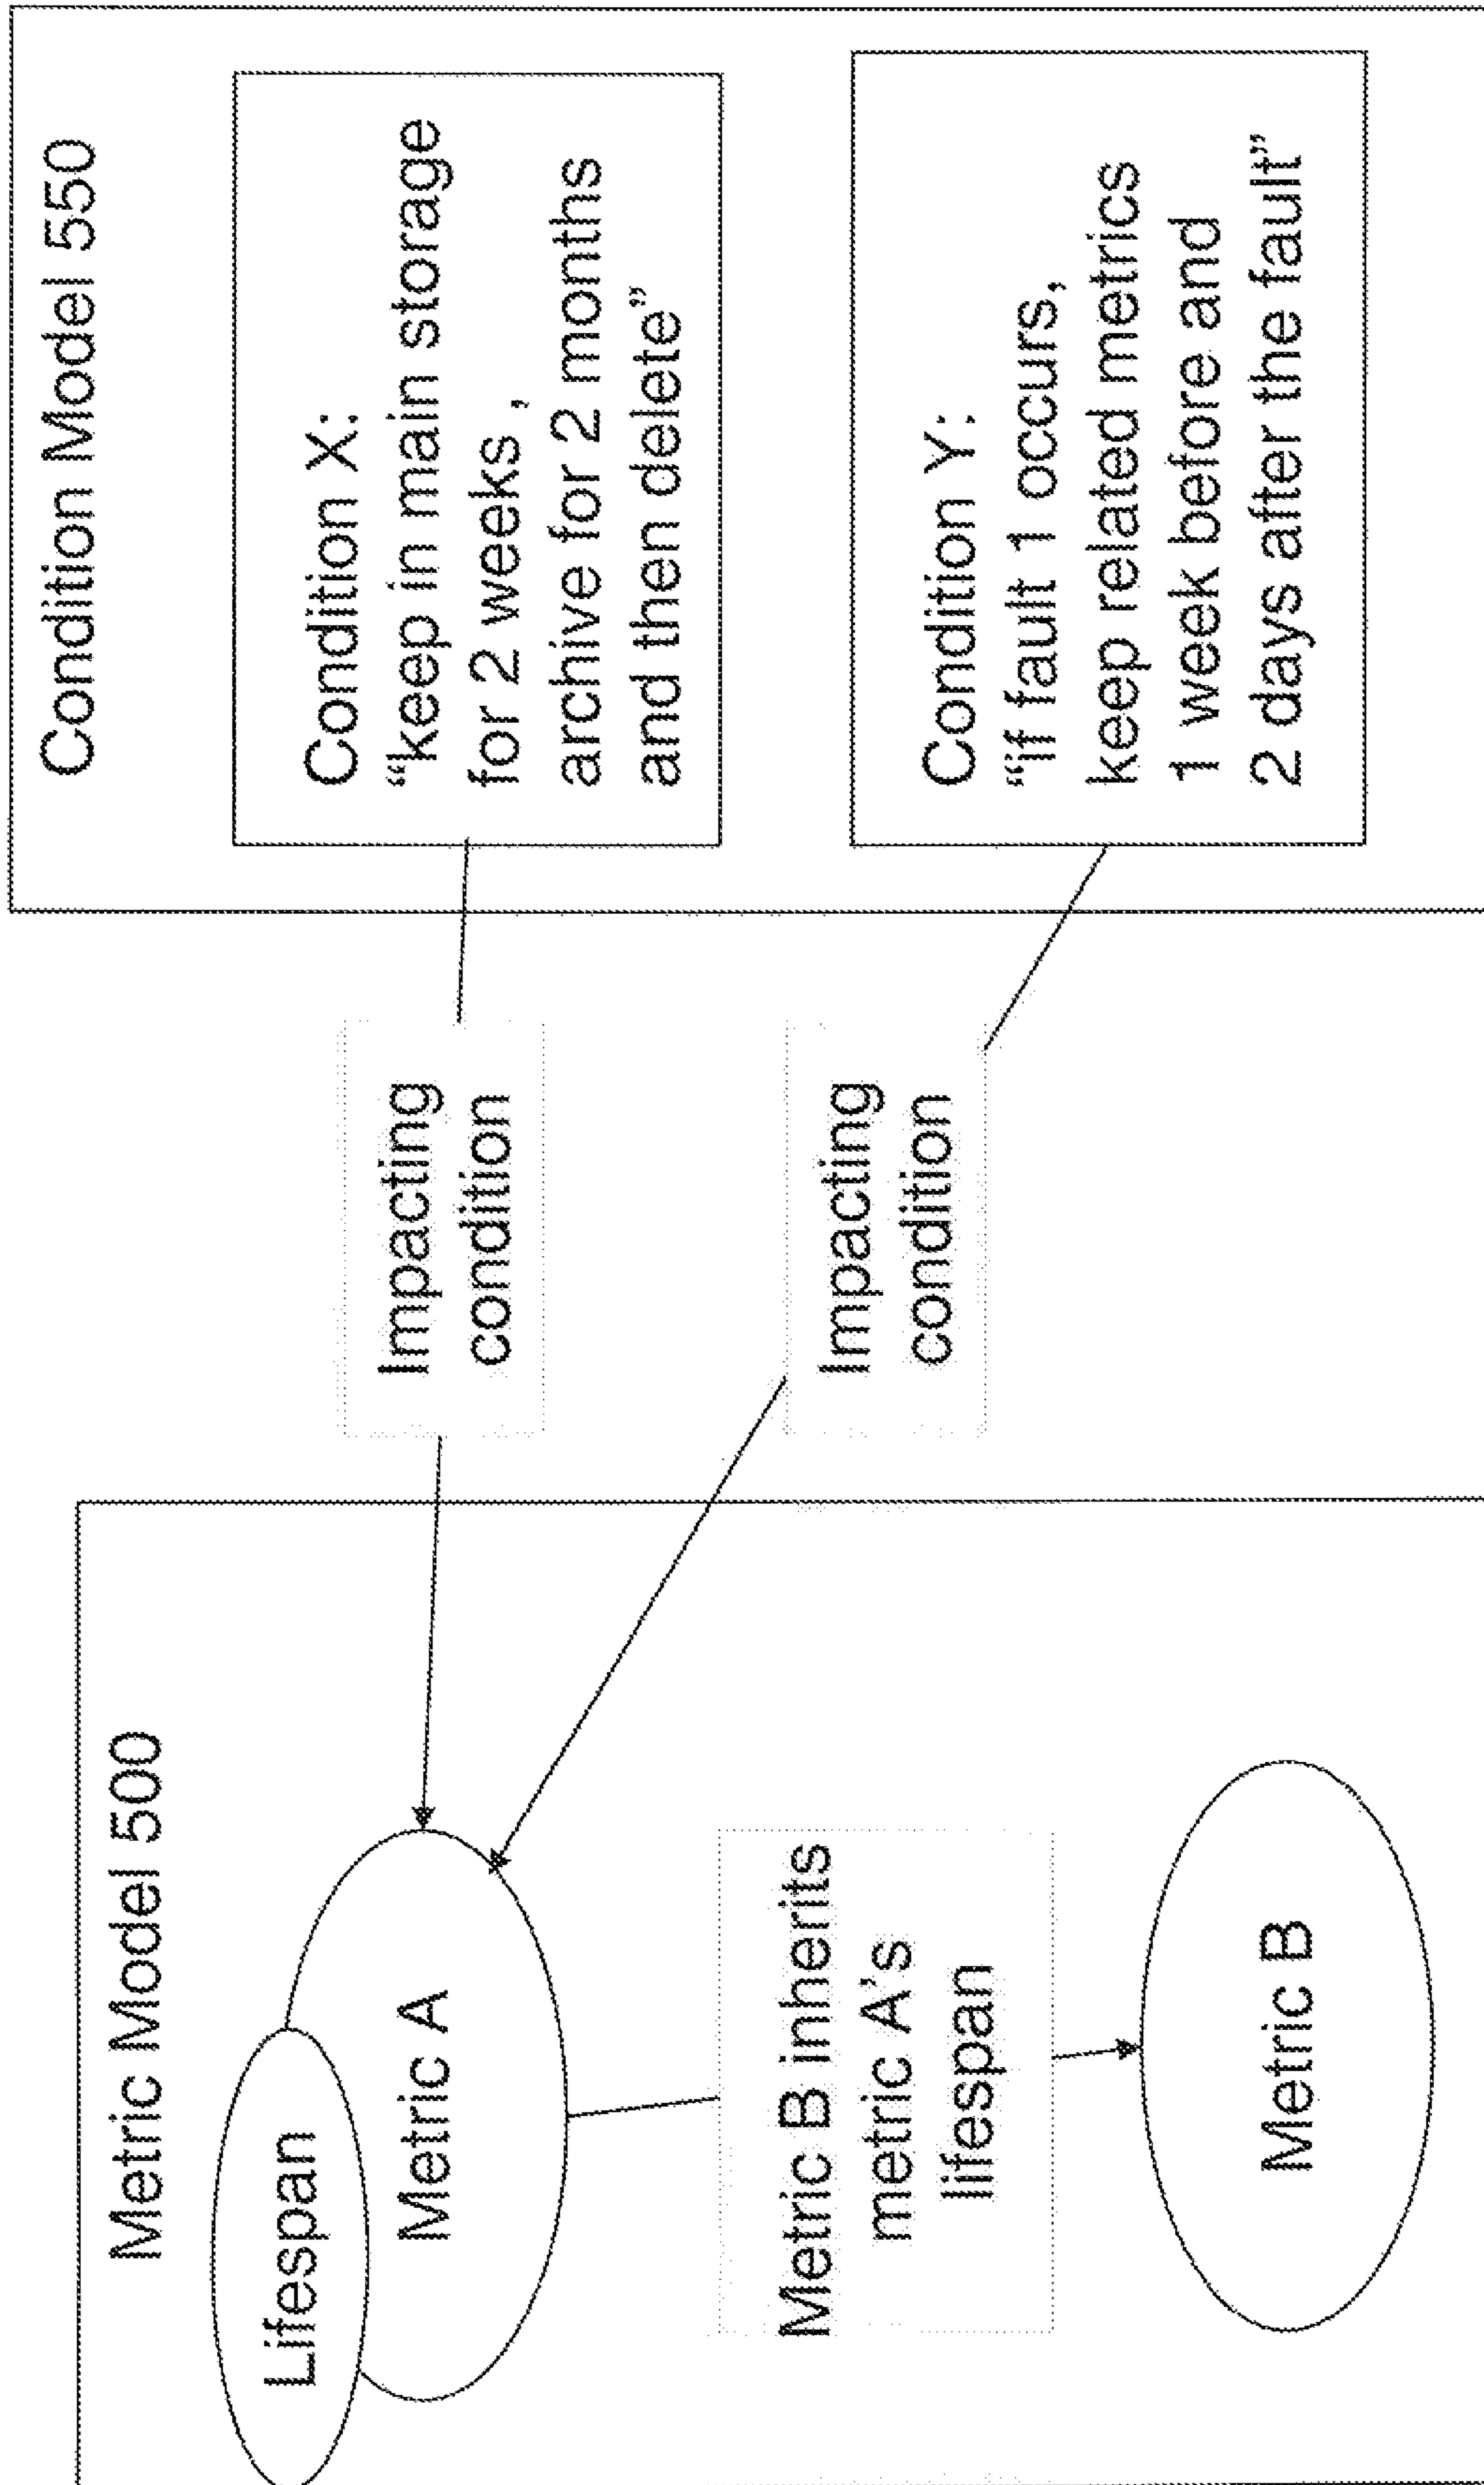 Metric Model 500
Lifespan
Metric A
Metric B inherits
metric A's
lifespan
Metric B
Impacting
condition
Impacting
condition
Condition Model 550
Condition X:
“keep in main storage
for 2 weeks ,
archive for 2 months
and then delete”
Condition Y:
“if fault 1 occurs,
keep related metrics
1 week before and
2 days after the fault”